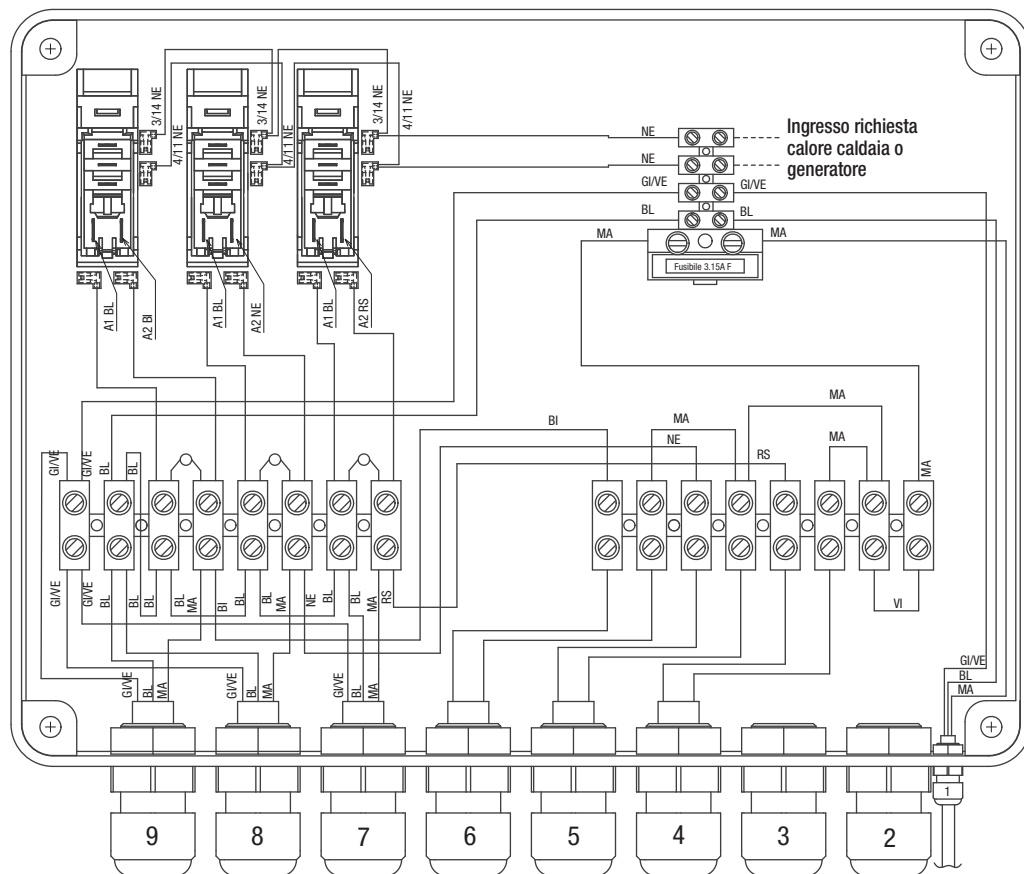 3/14 NE
4/11 NE
3/14 NE
4/11 NE
3/14 NE
4/11 NE
NE
Ingresso richiesta
calore caldaia o
generatore
NE
GI/VE
GI/VE
BL
BL
MA
MA
Fusibile 3.15A F
A1 BL
A2 BI
A1 BL
A2 NE
A1 BL
A2 RS
BI
MA
NE
MA
MA
RS
MA
GI/VE
GI/VE
BL
BL
GI/VE
GI/VE
BL
BL
BL
BL
MA
BI
BL
BL
MA
NE
BL
BL
MA
RS
VI
GI/VE
BL
MA
GI/VE
BL
MA
GI/VE
BL
MA
GI/VE
BL
MA
9
8
7
6
5
4
3
2
1